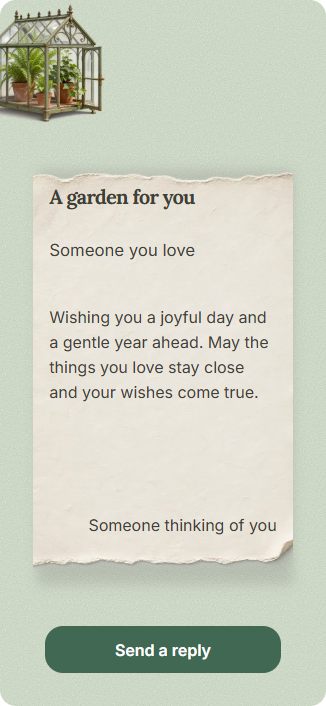 A garden for you
Someone you love
Wishing you a joyful day and
a gentle year ahead. May the
things you love stay close
and your wishes come true.
Someone thinking of you
Send a reply